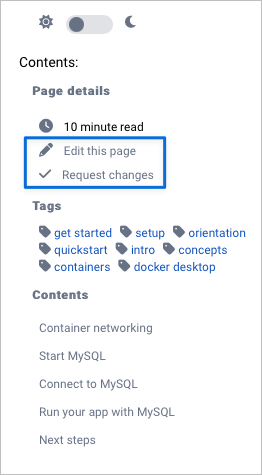 Contents:
Page details
10 minute read
Edit this page
Request changes
Tags
get started setup orientation
quickstart intro concepts
containers docker desktop
Contents
Container networking
Start MySQL
Connect to MySQL
Run your app with MySQL
Next steps